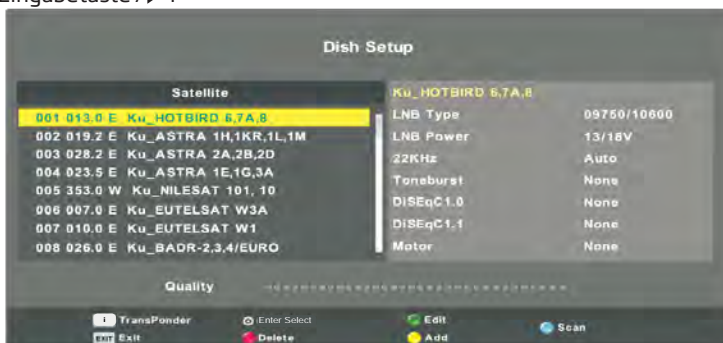 Eingabetaste / ▶ .
Dish Setup
Satellite
001 013.0 E Ku_HOTBIRD 6,7A,8
002 019.2 E Ku_ASTRA 1H,1KR,1L,1M
003 028.2 E Ku_ASTRA 2A,2B,2D
004 023.5 E Ku_ASTRA 1E,1G,3A
005 353.0 W Ku_NILESAT 101, 10
006 007.0 E Ku_EUTELSAT W3A
007 010.0 E Ku_EUTELSAT W1
008 026.0 E Ku_BADR-2,3,4/EURO
Ku_HOTBIRD 6,7A,8
LNB Type 09750/10600
LNB Power 13/18V
22KHz Auto
Toneburst None
DiSEqC1.0 None
DiSEqC1.1 None
Motor None
Quality
i TransPonder Enter Select Edit Scan
EXIT Exit Delete Add